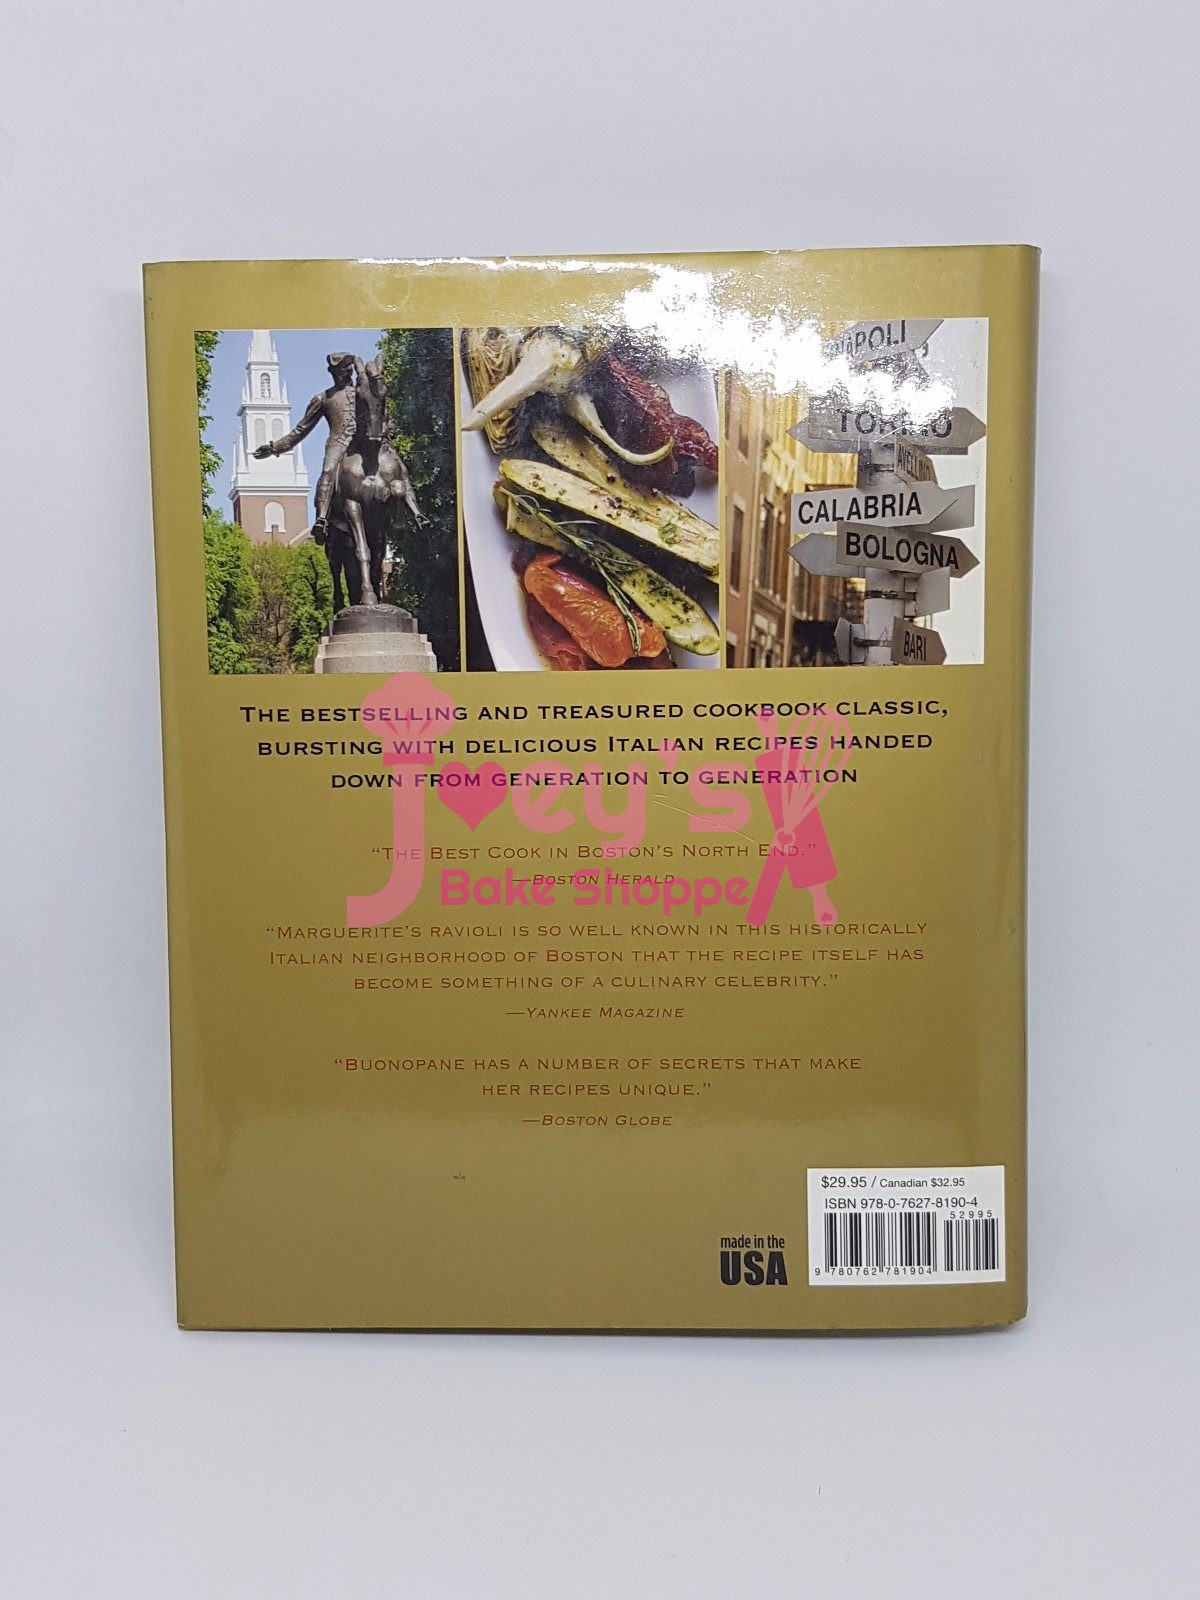 NAPOLI
TORINO
AVELLINO
CALABRIA
BOLOGNA
BARI
THE BESTSELLING AND TREASURED COOKBOOK CLASSIC,
BURSTING WITH DELICIOUS ITALIAN RECIPES HANDED
DOWN FROM GENERATION TO GENERATION
Joey's
Bake Shoppe
“THE BEST COOK IN BOSTON'S NORTH END.”
—BOSTON HERALD
“MARGUERITE'S RAVIOLI IS SO WELL KNOWN IN THIS HISTORICALLY
ITALIAN NEIGHBORHOOD OF BOSTON THAT THE RECIPE ITSELF HAS
BECOME SOMETHING OF A CULINARY CELEBRITY.”
—YANKEE MAGAZINE
“BUONOPANE HAS A NUMBER OF SECRETS THAT MAKE
HER RECIPES UNIQUE.”
—BOSTON GLOBE
$29.95 / Canadian $32.95
ISBN 978-0-7627-8190-4
52995
9 780762 781904
made in the
USA